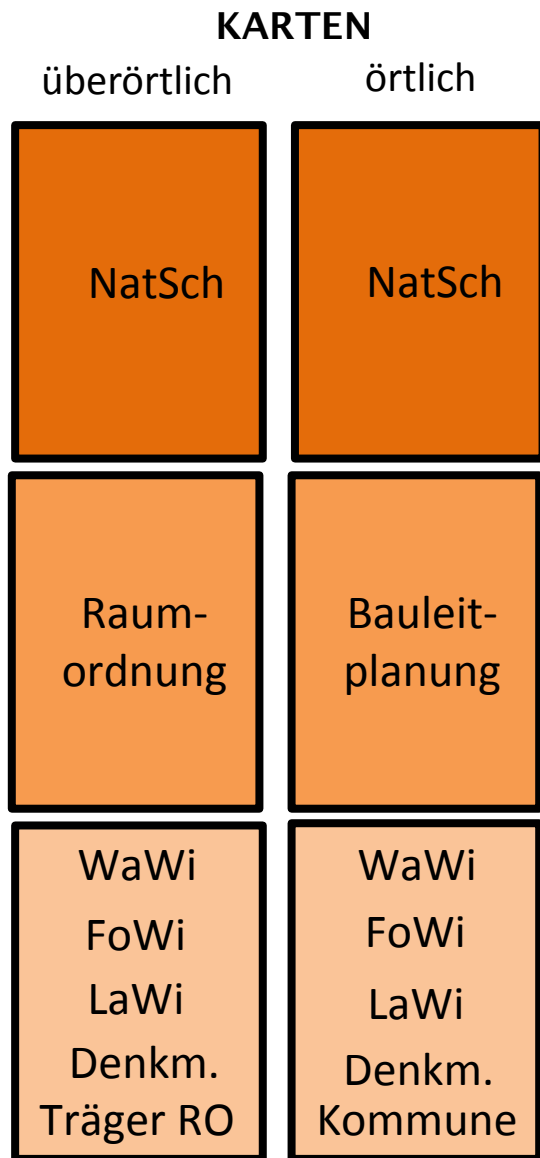 KARTEN
überörtlich
örtlich
NatSch
NatSch
Raum-
ordnung
Bauleit-
planung
WaWi
FoWi
LaWi
Denkm.
Träger RO
WaWi
FoWi
LaWi
Denkm.
Kommune